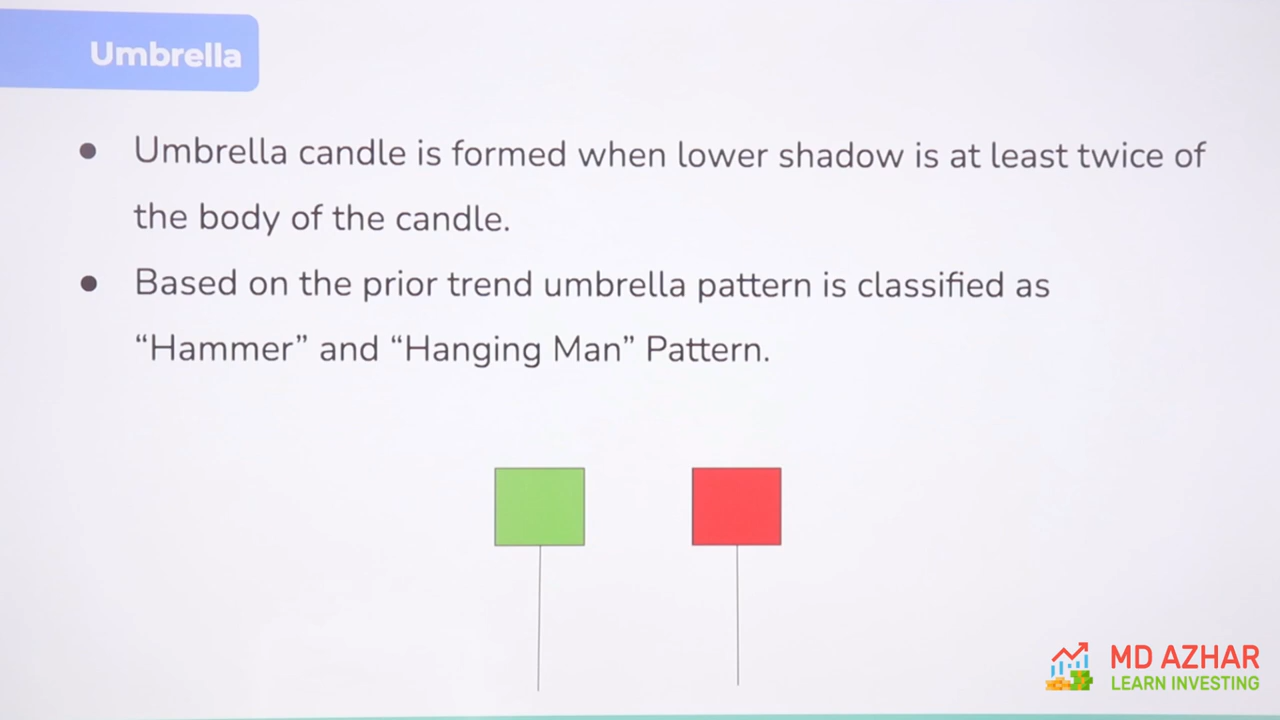 Umbrella
● Umbrella candle is formed when lower shadow is at least twice of
the body of the candle.
● Based on the prior trend umbrella pattern is classified as
“Hammer” and “Hanging Man” Pattern.
MD AZHAR
LEARN INVESTING